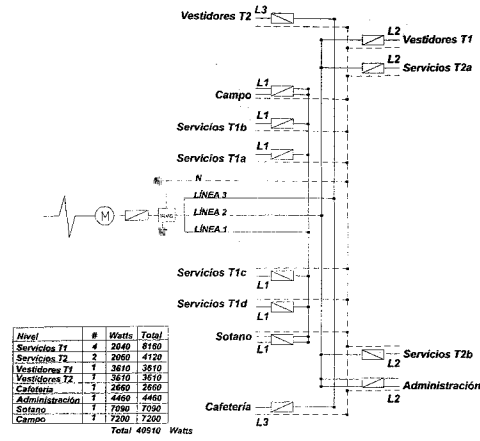 L3
Vestidores T2
L2
Vestidores T1
L2
Servicios T2a
L1
Campo
L1
Servicios T1b
L1
Servicios T1a
N
LÍNEA 3
LÍNEA 2
LÍNEA 1
M
Servicios T1c
L1
Servicios T1d
L1
Sotano
L1
Servicios T2b
L2
Administración
L2
Cafetería
L3
Nivel # Watts Total
Servicios T1 4 2040 8160
Servicios T2 2 2060 4120
Vestidores T1 1 3610 3610
Vestidores T2 1 3610 3610
Cafetería 1 2660 2660
Administración 1 4460 4460
Sotano 1 7090 7090
Campo 1 7200 7200
Total 40910 Watts